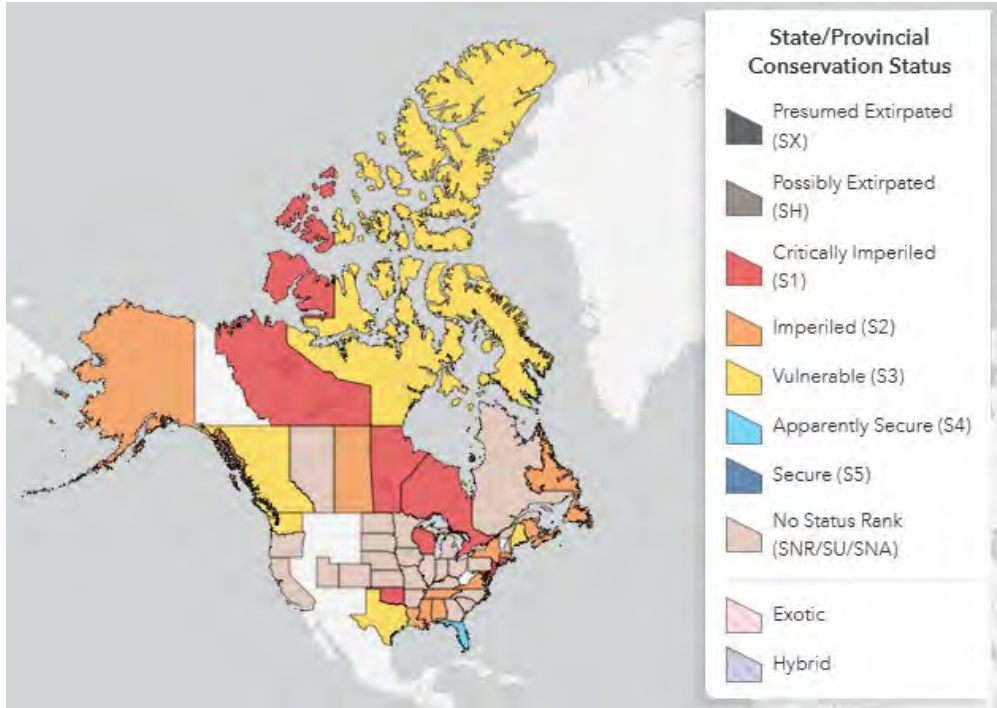 State/Provincial
Conservation Status
Presumed Extirpated
(SX)
Possibly Extirpated
(SH)
Critically Imperiled
(S1)
Imperiled (S2)
Vulnerable (S3)
Apparently Secure (S4)
Secure (S5)
No Status Rank
(SNR/SU/SNA)
Exotic
Hybrid